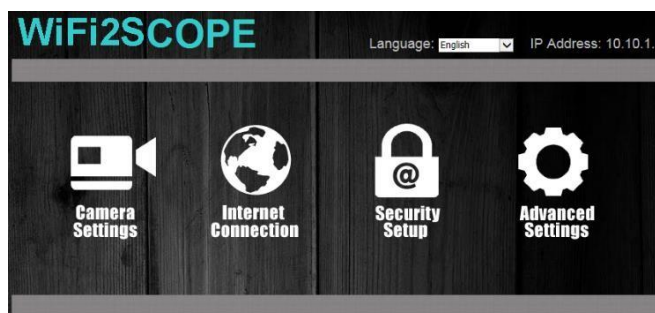 WiFi2SCOPE
Language: English IP Address: 10.10.1.
Camera
Settings
Internet
Connection
@
Security
Setup
Advanced
Settings